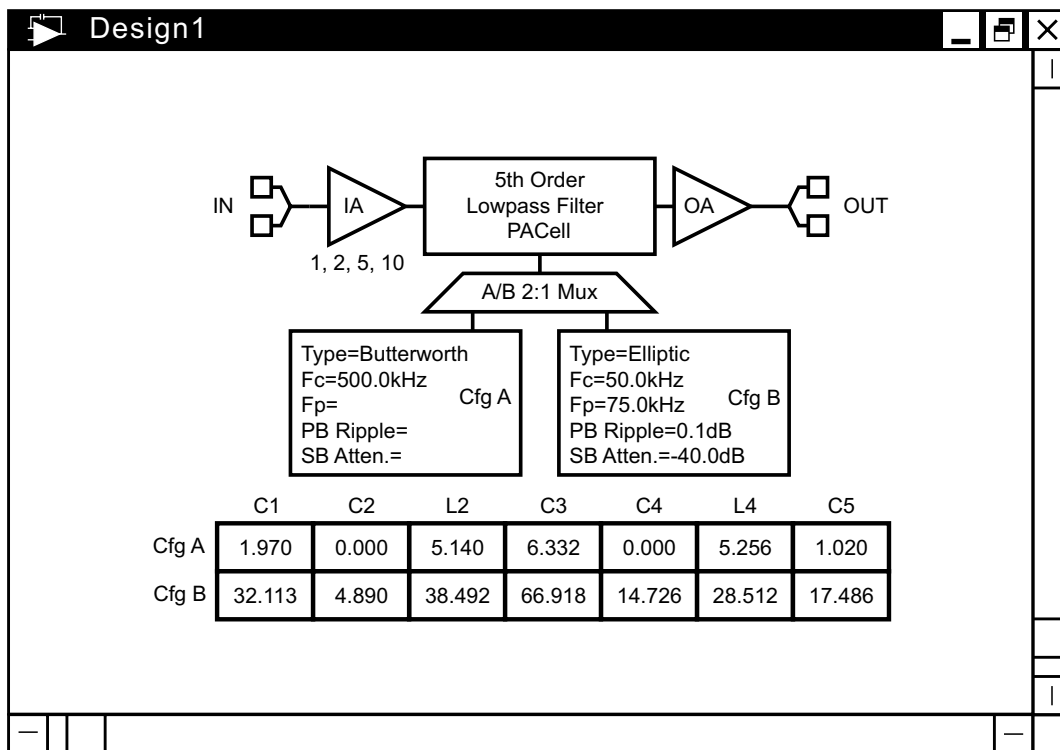 Design1
5th Order
Lowpass Filter
PACell
IN
IA
OA
OUT
1, 2, 5, 10
A/B 2:1 Mux
Type=Butterworth
Fc=500.0kHz
Cfg A
Fp=
PB Ripple=
SB Atten.=
Type=Elliptic
Fc=50.0kHz
Cfg B
Fp=75.0kHz
PB Ripple=0.1dB
SB Atten.=-40.0dB
C1 C2 L2 C3 C4 L4 C5
Cfg A 1.970 0.000 5.140 6.332 0.000 5.256 1.020
Cfg B 32.113 4.890 38.492 66.918 14.726 28.512 17.486